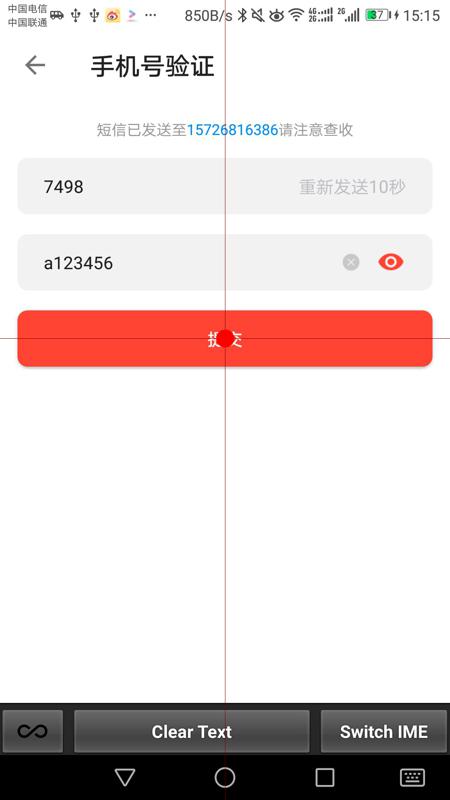 中国电信
中国联通
850B/s 4G 2G 2G 37 15:15
手机号验证
短信已发送至15726816386请注意查收
7498 重新发送10秒
a123456
提交
Clear Text Switch IME